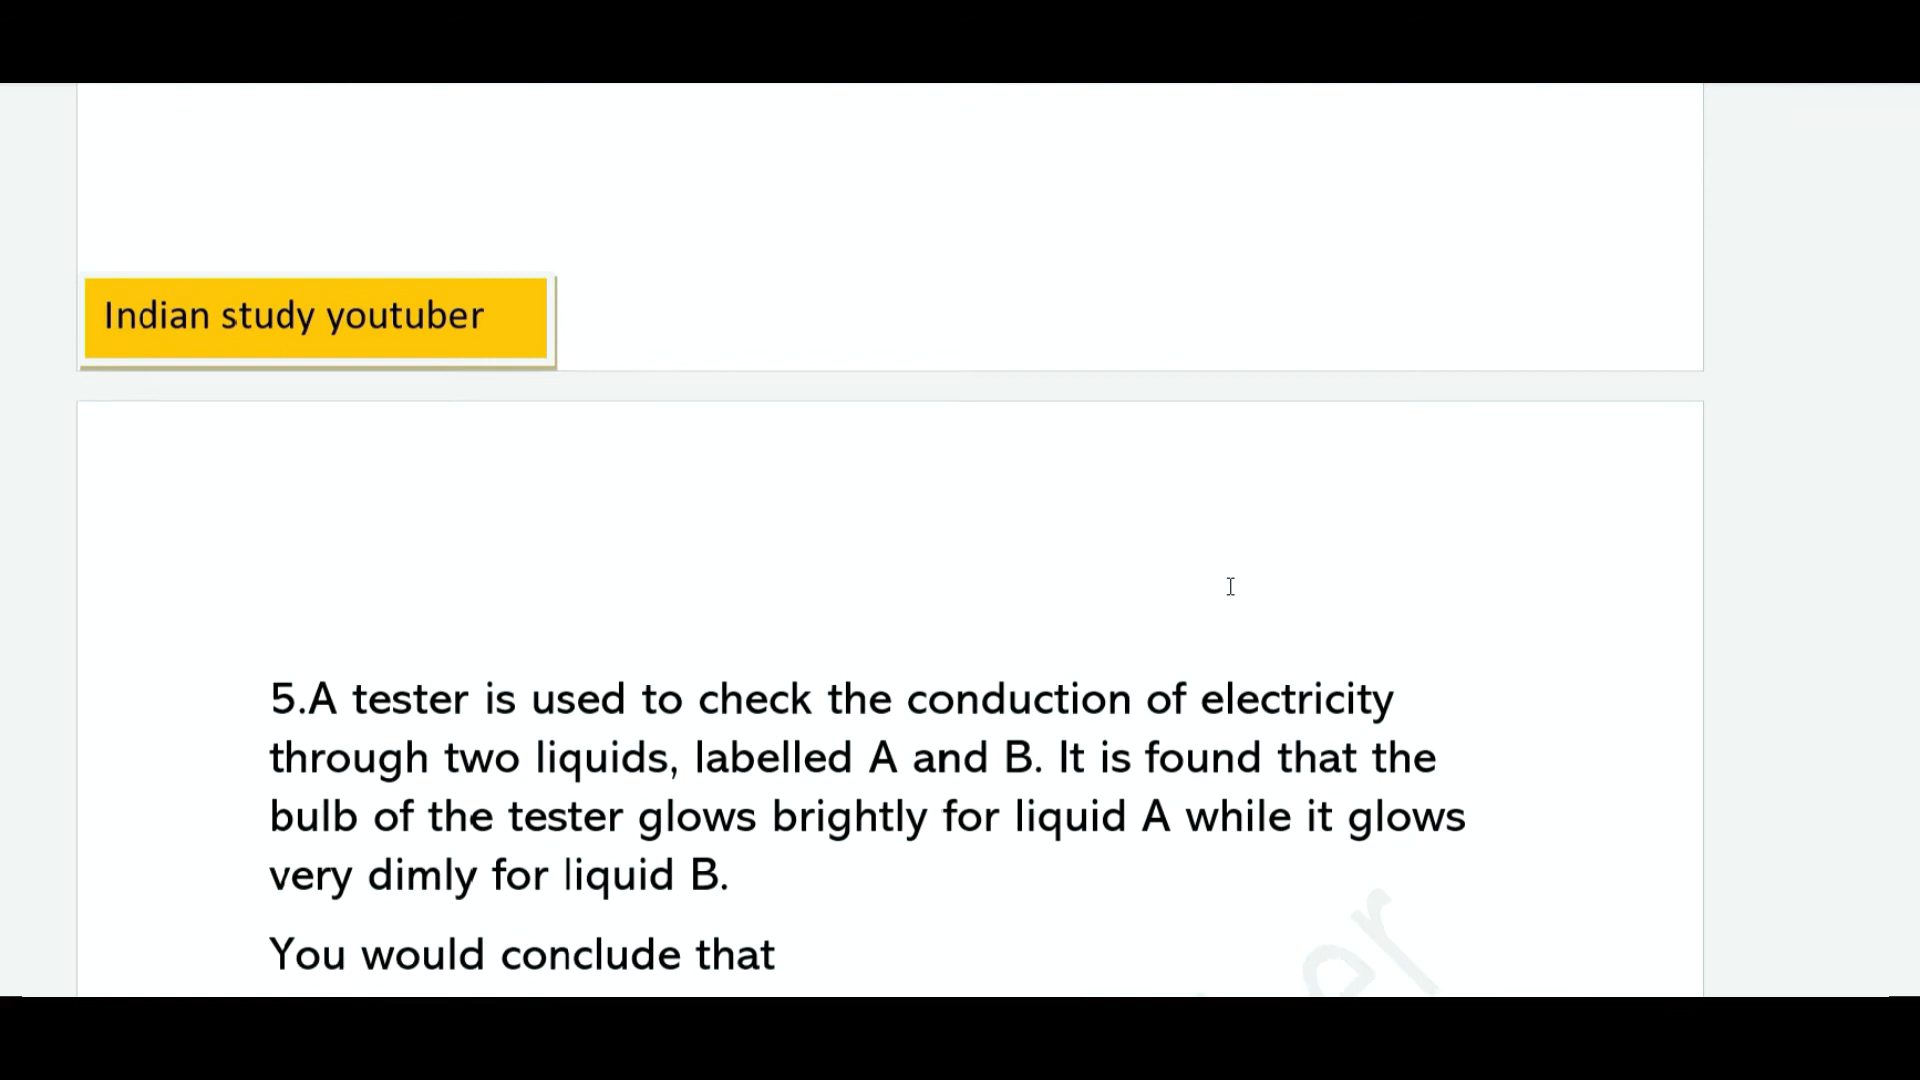 Indian study youtuber
5.A tester is used to check the conduction of electricity
through two liquids, labelled A and B. It is found that the
bulb of the tester glows brightly for liquid A while it glows
very dimly for liquid B.
You would conclude that
er